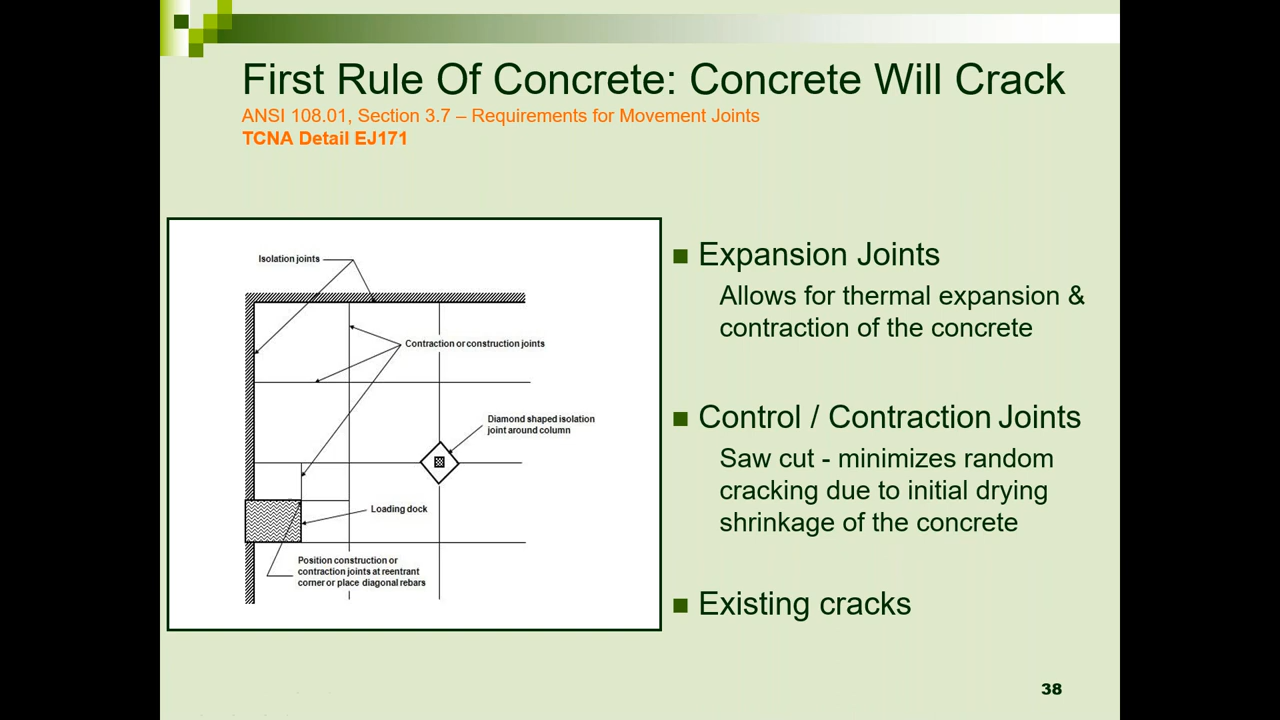 First Rule Of Concrete: Concrete Will Crack
ANSI 108.01, Section 3.7 – Requirements for Movement Joints
TCNA Detail EJ171
Isolation joints
Contraction or construction joints
Diamond shaped isolation
joint around column
Loading dock
Position construction or
contraction joints at reentrant
corner or place diagonal rebars
■ Expansion Joints
Allows for thermal expansion &
contraction of the concrete
■ Control / Contraction Joints
Saw cut - minimizes random
cracking due to initial drying
shrinkage of the concrete
■ Existing cracks
38